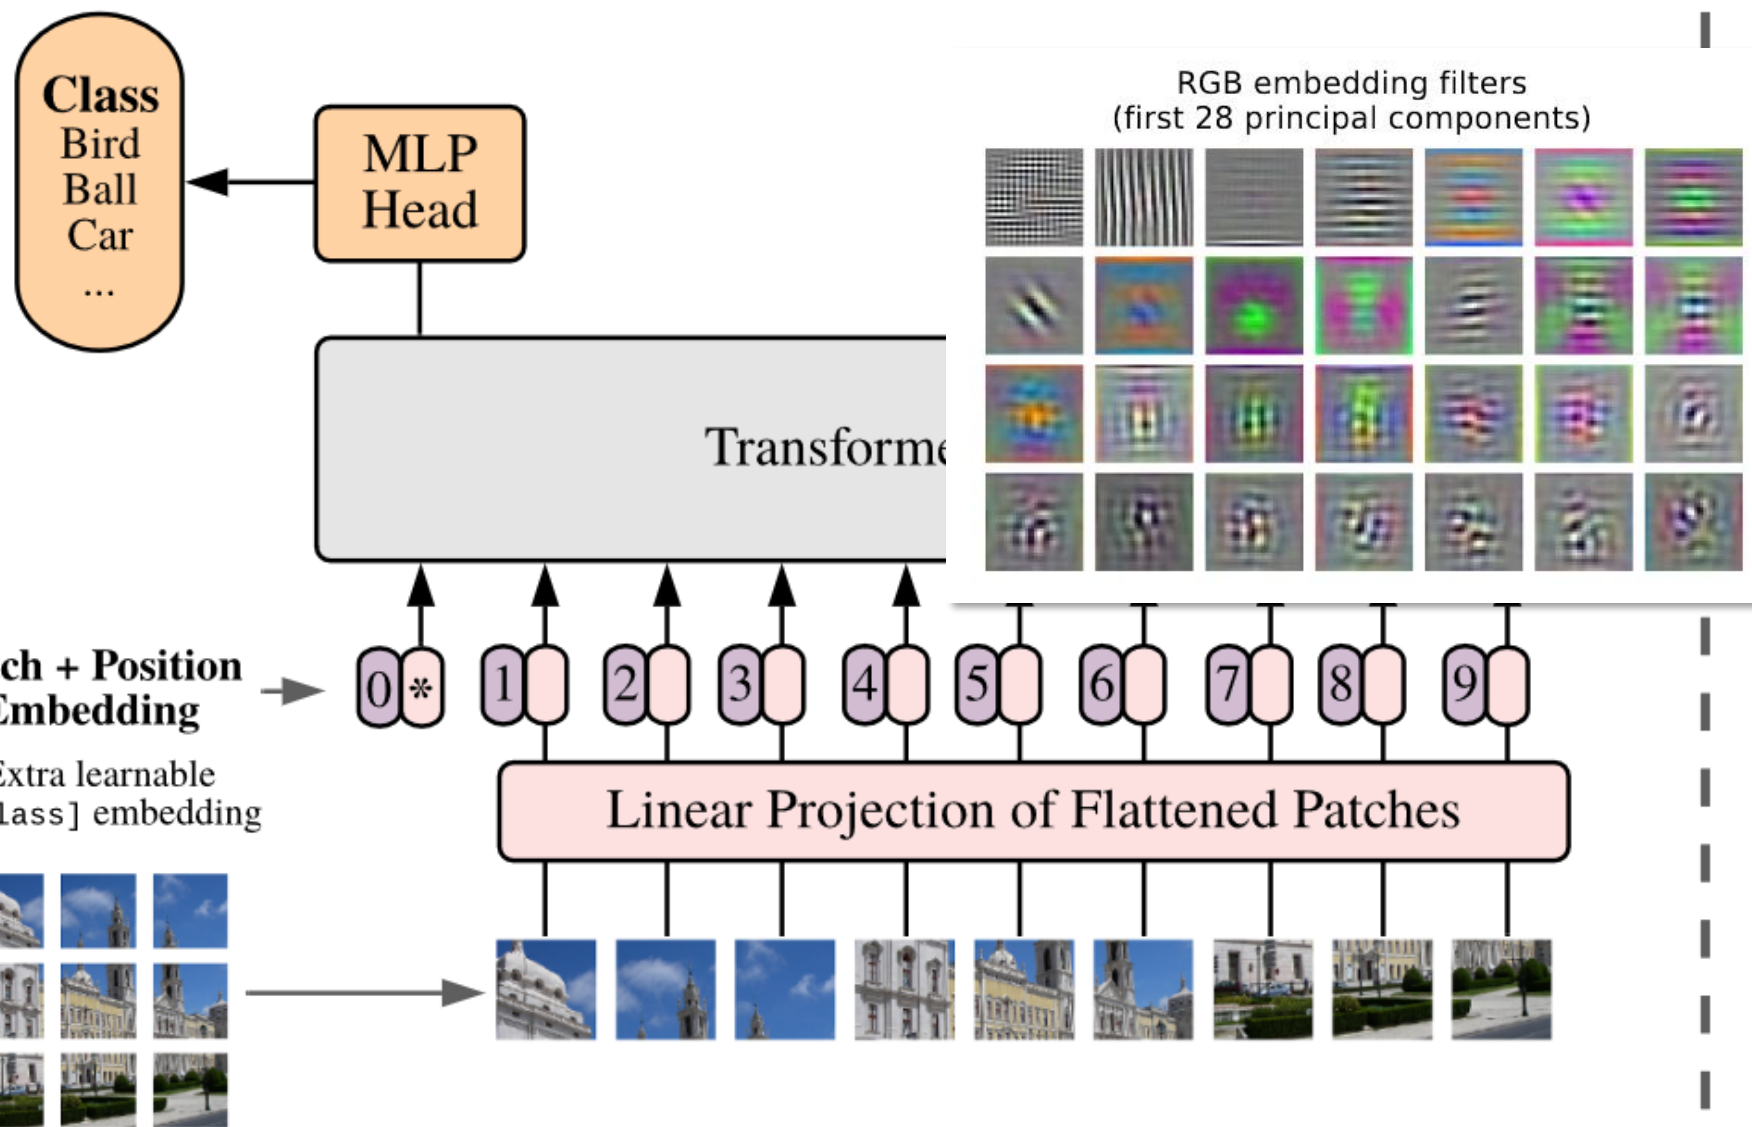 Class
Bird
Ball
Car
...
MLP
Head
RGB embedding filters
(first 28 principal components)
Transforme
ch + Position
Embedding
0 * 1 2 3 4 5 6 7 8 9
Extra learnable
lass] embedding
Linear Projection of Flattened Patches